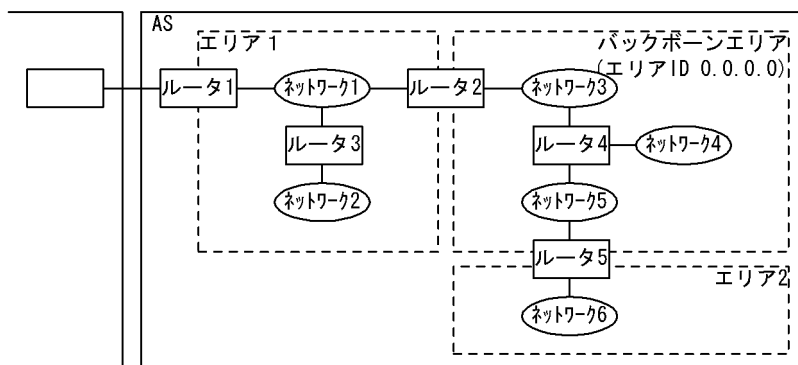 AS
エリア1
バックボーンエリア
(エリアID 0.0.0.0)
ルータ1
ネットワーク1
ルータ2
ネットワーク3
ルータ3
ルータ4
ネットワーク4
ネットワーク2
ネットワーク5
ルータ5
エリア2
ネットワーク6